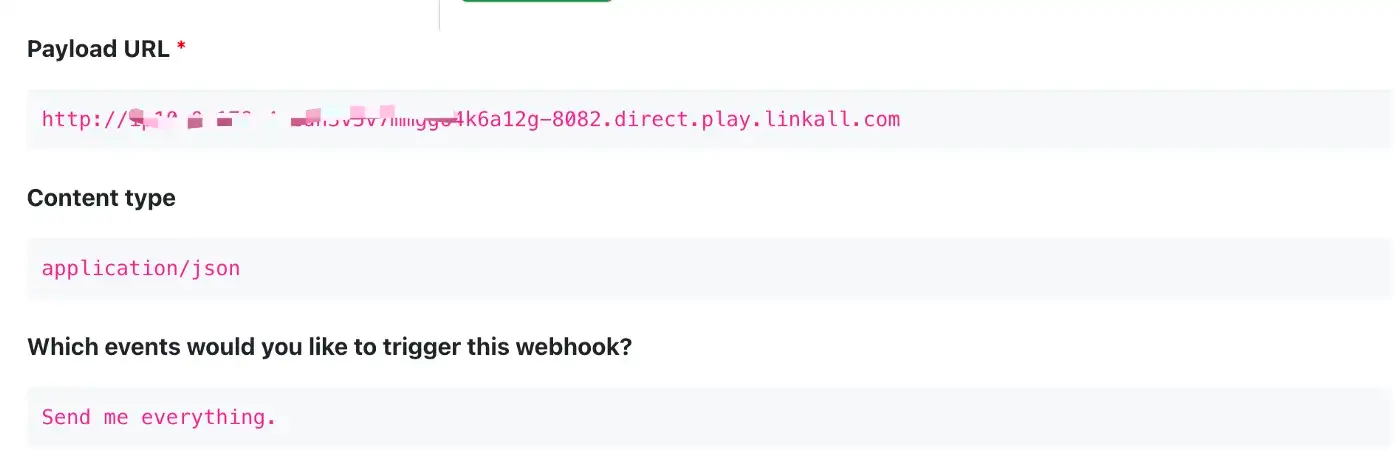 Payload URL *
http:// 4k6a12g-8082.direct.play.linkall.com
Content type
application/json
Which events would you like to trigger this webhook?
Send me everything.